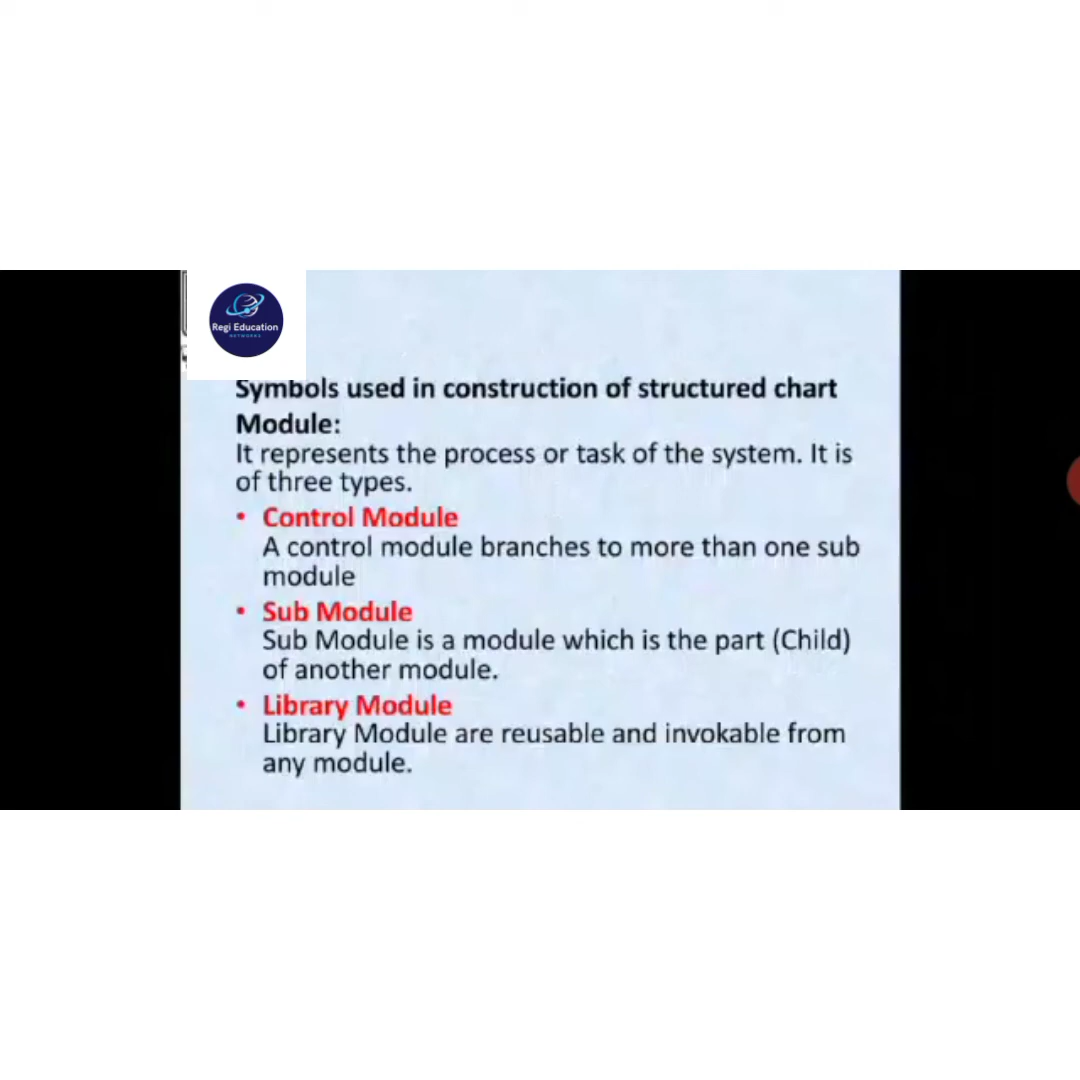 Regi Education
NETWORKS
Symbols used in construction of structured chart
Module:
It represents the process or task of the system. It is
of three types.
• Control Module
A control module branches to more than one sub
module
• Sub Module
Sub Module is a module which is the part (Child)
of another module.
• Library Module
Library Module are reusable and invokable from
any module.